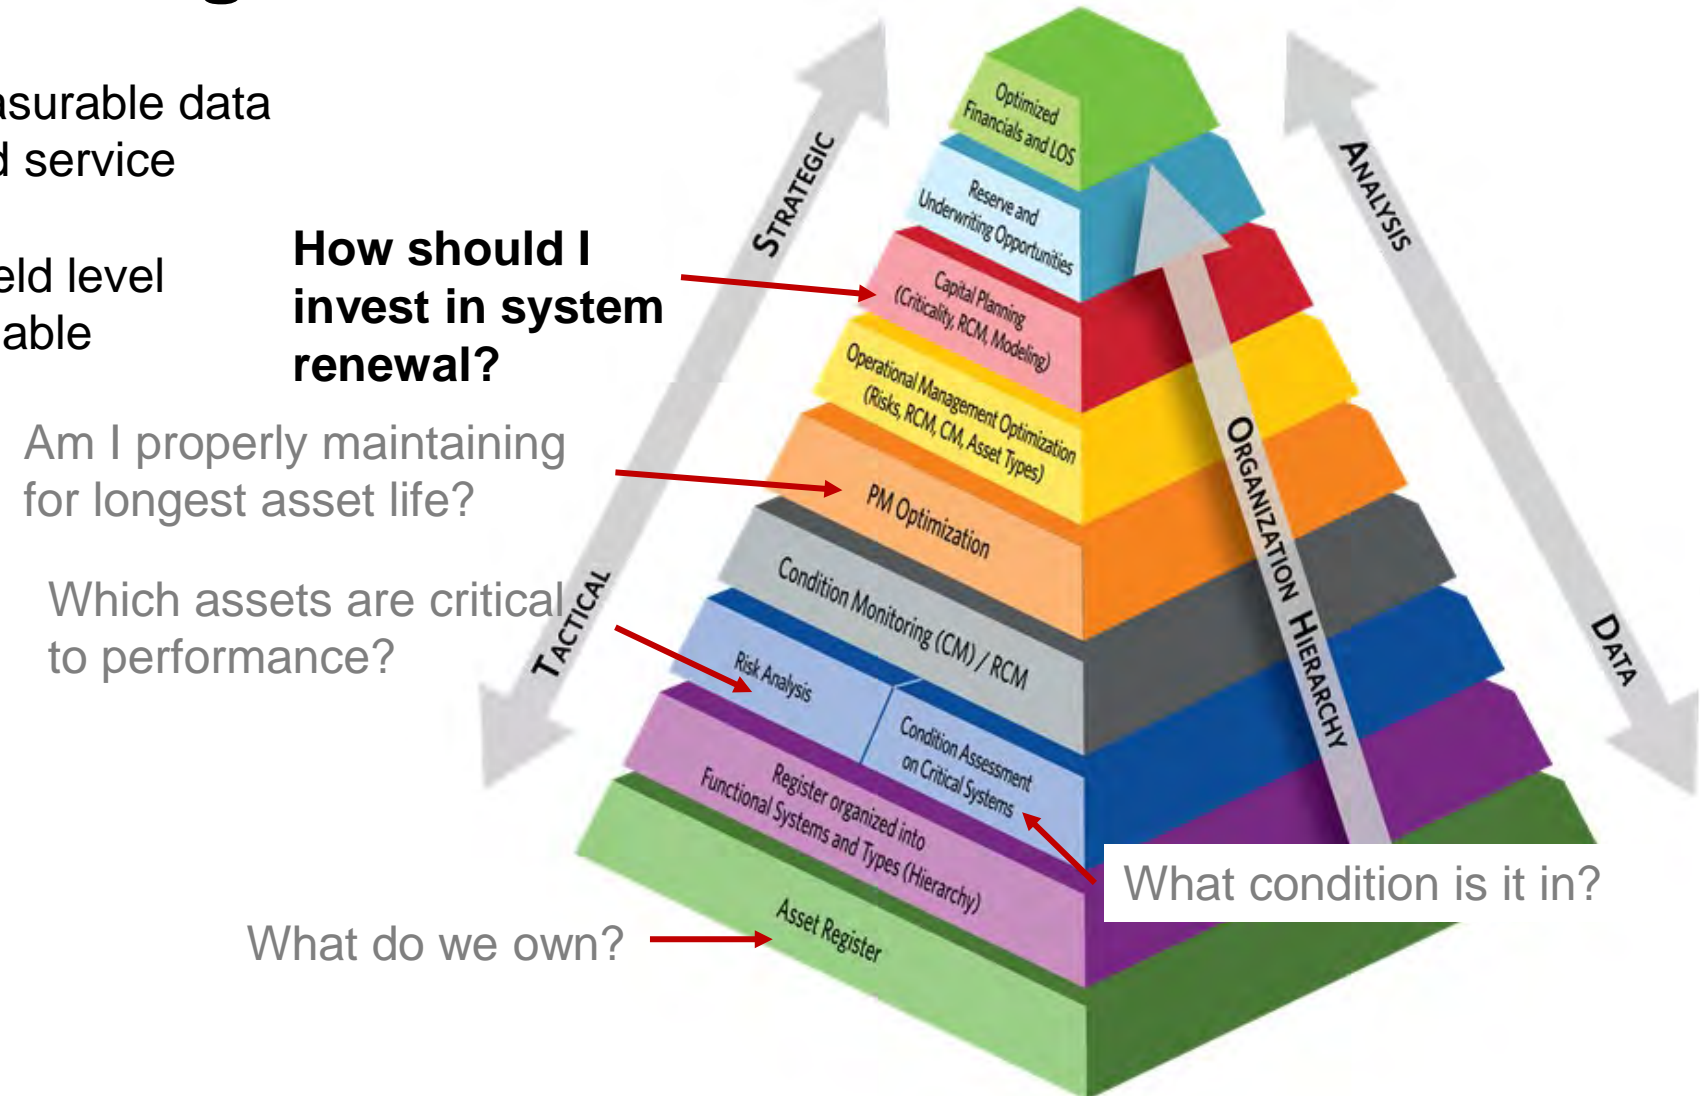 asurable data
d service
eld level
able
How should I
invest in system
renewal?
Am I properly maintaining
for longest asset life?
Which assets are critical
to performance?
What do we own?
What condition is it in?
STRATEGIC
TACTICAL
ANALYSIS
DATA
ORGANIZATION HIERARCHY
Optimized
Financials and LOS
Reserve and
Underwriting Opportunities
Capital Planning
(Criticality, RCM, Modeling)
Operational Management Optimization
(Risks, RCM, CM, Asset Types)
PM Optimization
Condition Monitoring (CM) / RCM
Risk Analysis
Condition Assessment
on Critical Systems
Register organized into
Functional Systems and Types (Hierarchy)
Asset Register